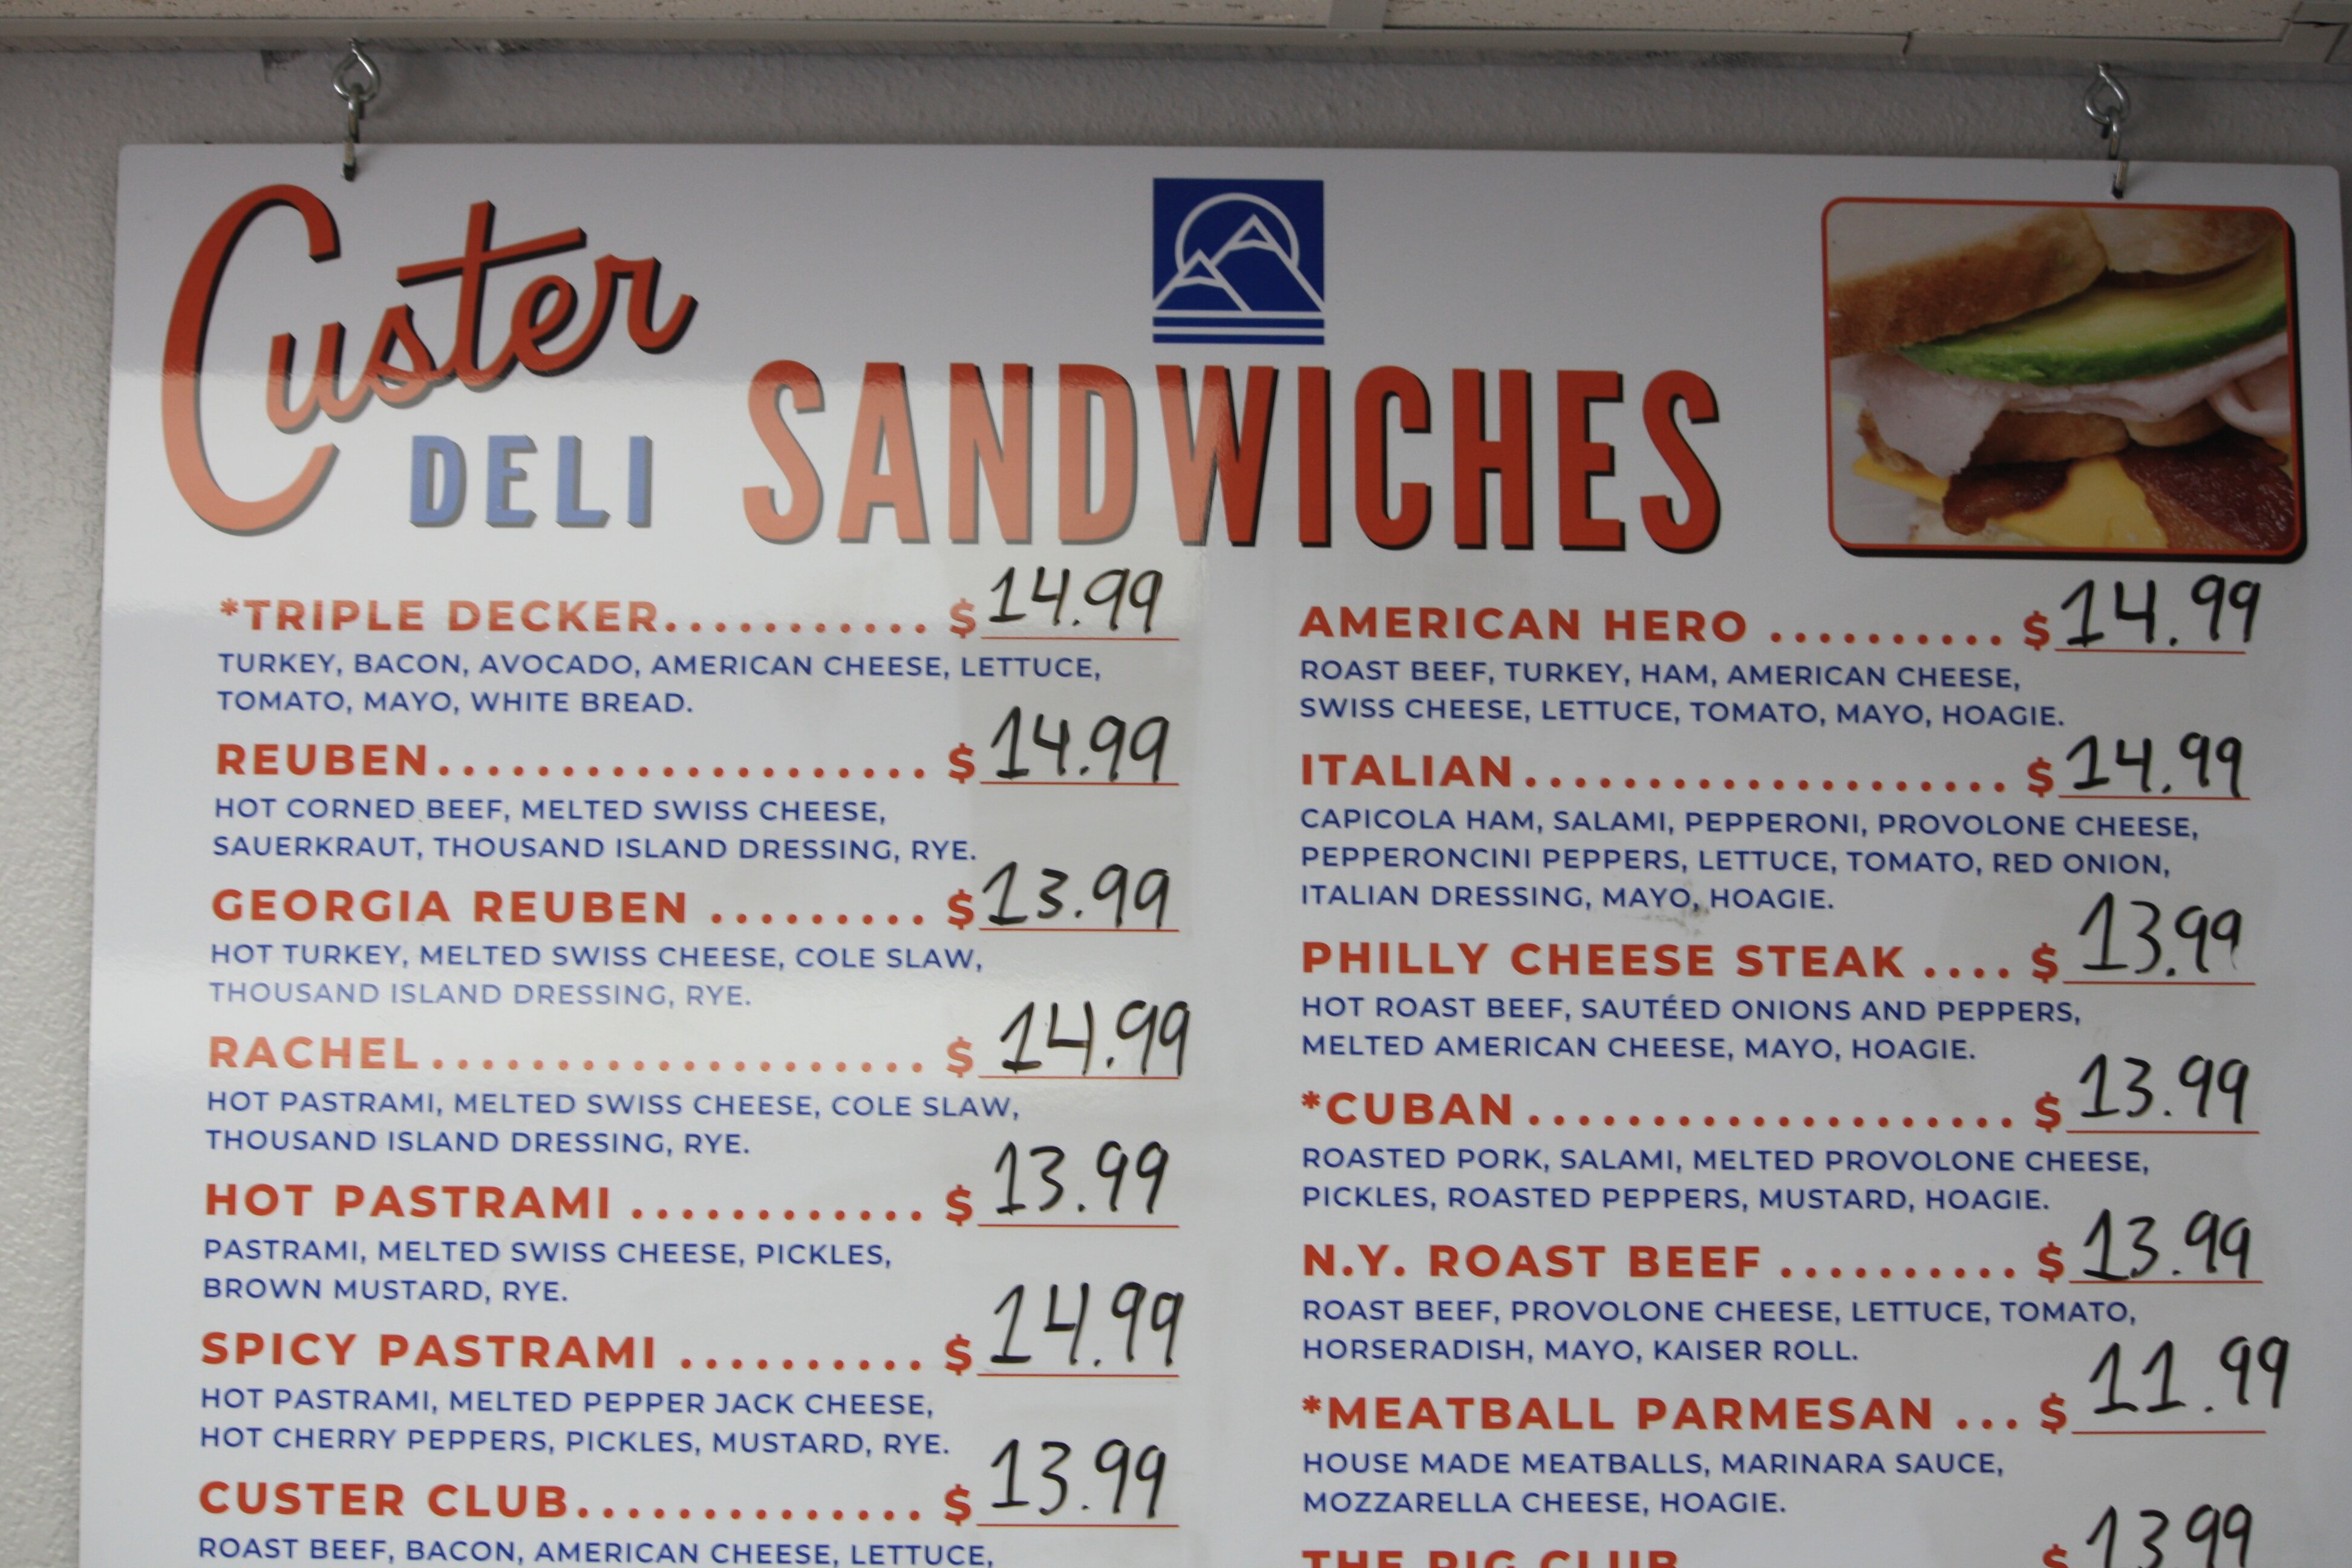 Custer
DELI
SANDWICHES
*TRIPLE DECKER........... $ 14.99
TURKEY, BACON, AVOCADO, AMERICAN CHEESE, LETTUCE,
TOMATO, MAYO, WHITE BREAD.
REUBEN.................... $ 14.99
HOT CORNED BEEF, MELTED SWISS CHEESE,
SAUERKRAUT, THOUSAND ISLAND DRESSING, RYE.
GEORGIA REUBEN ......... $ 13.99
HOT TURKEY, MELTED SWISS CHEESE, COLE SLAW,
THOUSAND ISLAND DRESSING, RYE.
RACHEL.................... $ 14.99
HOT PASTRAMI, MELTED SWISS CHEESE, COLE SLAW,
THOUSAND ISLAND DRESSING, RYE.
HOT PASTRAMI ............ $ 13.99
PASTRAMI, MELTED SWISS CHEESE, PICKLES,
BROWN MUSTARD, RYE.
SPICY PASTRAMI .......... $ 14.99
HOT PASTRAMI, MELTED PEPPER JACK CHEESE,
HOT CHERRY PEPPERS, PICKLES, MUSTARD, RYE.
CUSTER CLUB.............. $ 13.99
ROAST BEEF, BACON, AMERICAN CHEESE, LETTUCE,
AMERICAN HERO .......... $ 14.99
ROAST BEEF, TURKEY, HAM, AMERICAN CHEESE,
SWISS CHEESE, LETTUCE, TOMATO, MAYO, HOAGIE.
ITALIAN.................... $ 14.99
CAPICOLA HAM, SALAMI, PEPPERONI, PROVOLONE CHEESE,
PEPPERONCINI PEPPERS, LETTUCE, TOMATO, RED ONION,
ITALIAN DRESSING, MAYO, HOAGIE.
PHILLY CHEESE STEAK .... $ 13.99
HOT ROAST BEEF, SAUTÉED ONIONS AND PEPPERS,
MELTED AMERICAN CHEESE, MAYO, HOAGIE.
*CUBAN.................... $ 13.99
ROASTED PORK, SALAMI, MELTED PROVOLONE CHEESE,
PICKLES, ROASTED PEPPERS, MUSTARD, HOAGIE.
N.Y. ROAST BEEF .......... $ 13.99
ROAST BEEF, PROVOLONE CHEESE, LETTUCE, TOMATO,
HORSERADISH, MAYO, KAISER ROLL.
*MEATBALL PARMESAN ... $ 11.99
HOUSE MADE MEATBALLS, MARINARA SAUCE,
MOZZARELLA CHEESE, HOAGIE.
THE PIG CLUB $ 13.99